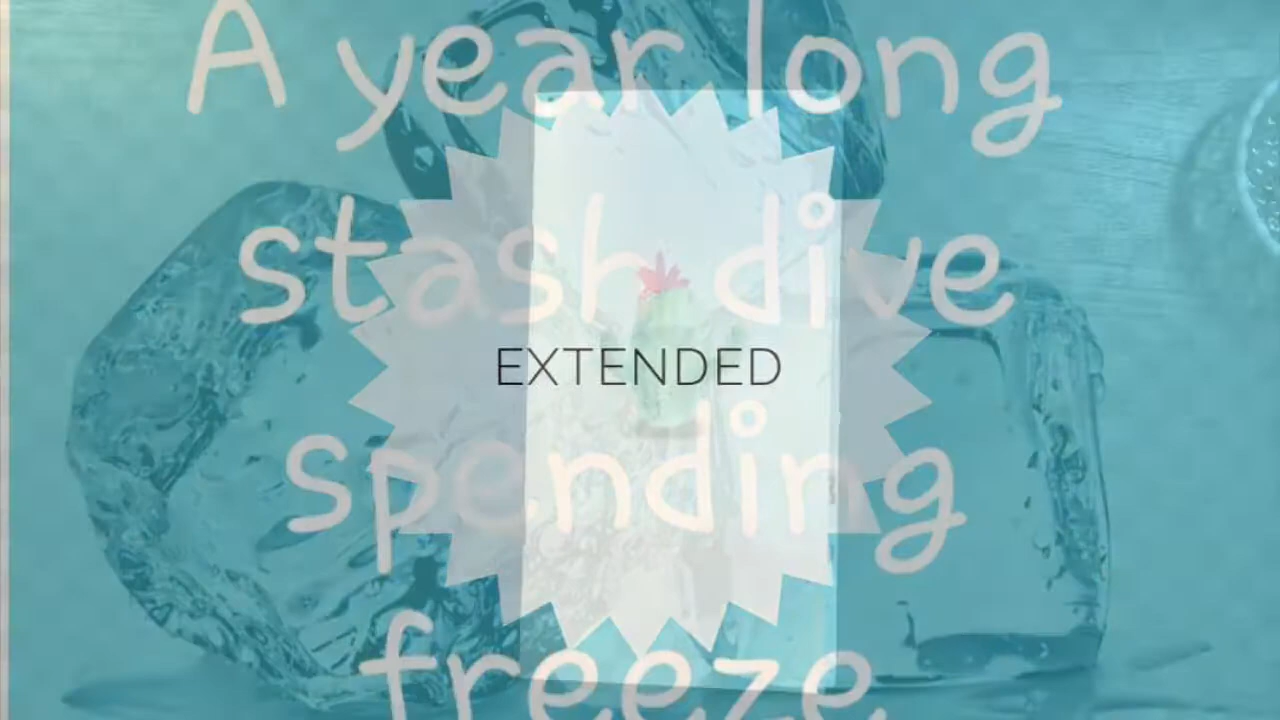 A year long
stash dive
EXTENDED
spending
freeze